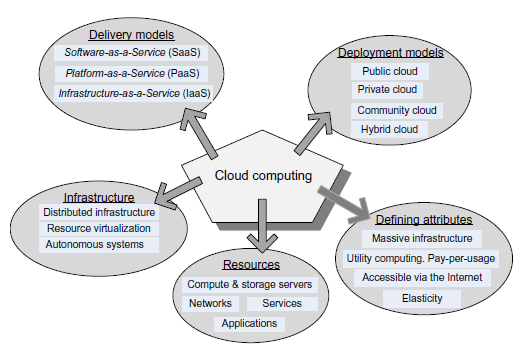 Delivery models
Software-as-a-Service (SaaS)
Platform-as-a-Service (PaaS)
Infrastructure-as-a-Service (IaaS)
Deployment models
Public cloud
Private cloud
Community cloud
Hybrid cloud
Cloud computing
Infrastructure
Distributed infrastructure
Resource virtualization
Autonomous systems
Defining attributes
Massive infrastructure
Utility computing. Pay-per-usage
Accessible via the Internet
Elasticity
Resources
Compute & storage servers
Networks Services
Applications